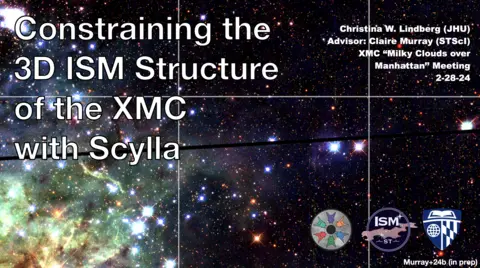 Constraining the
3D ISM Structure
of the XMC
with Scylla
Christina W. Lindberg (JHU)
Advisor: Claire Murray (STScI)
XMC “Milky Clouds over
Manhattan” Meeting
2-28-24
ISM
ST
Murray+24b (in prep)